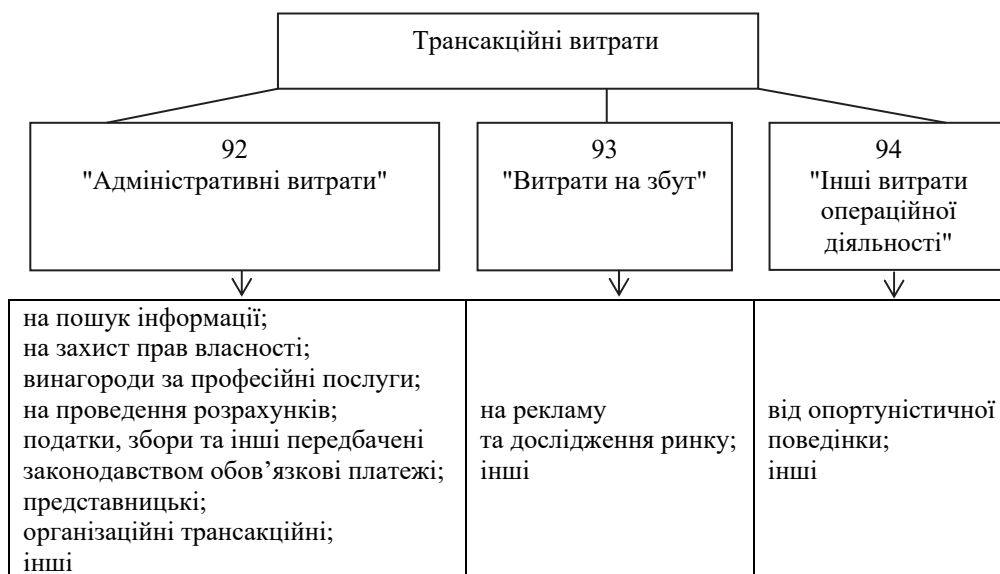 Трансакційні витрати
92
"Адміністративні витрати"
93
"Витрати на збут"
94
"Інші витрати
операційної
діяльності"
на пошук інформації;
на захист прав власності;
винагороди за професійні послуги;
на проведення розрахунків;
податки, збори та інші передбачені
законодавством обов’язкові платежі;
представницькі;
організаційні трансакційні;
інші
на рекламу
та дослідження ринку;
інші
від опортуністичної
поведінки;
інші